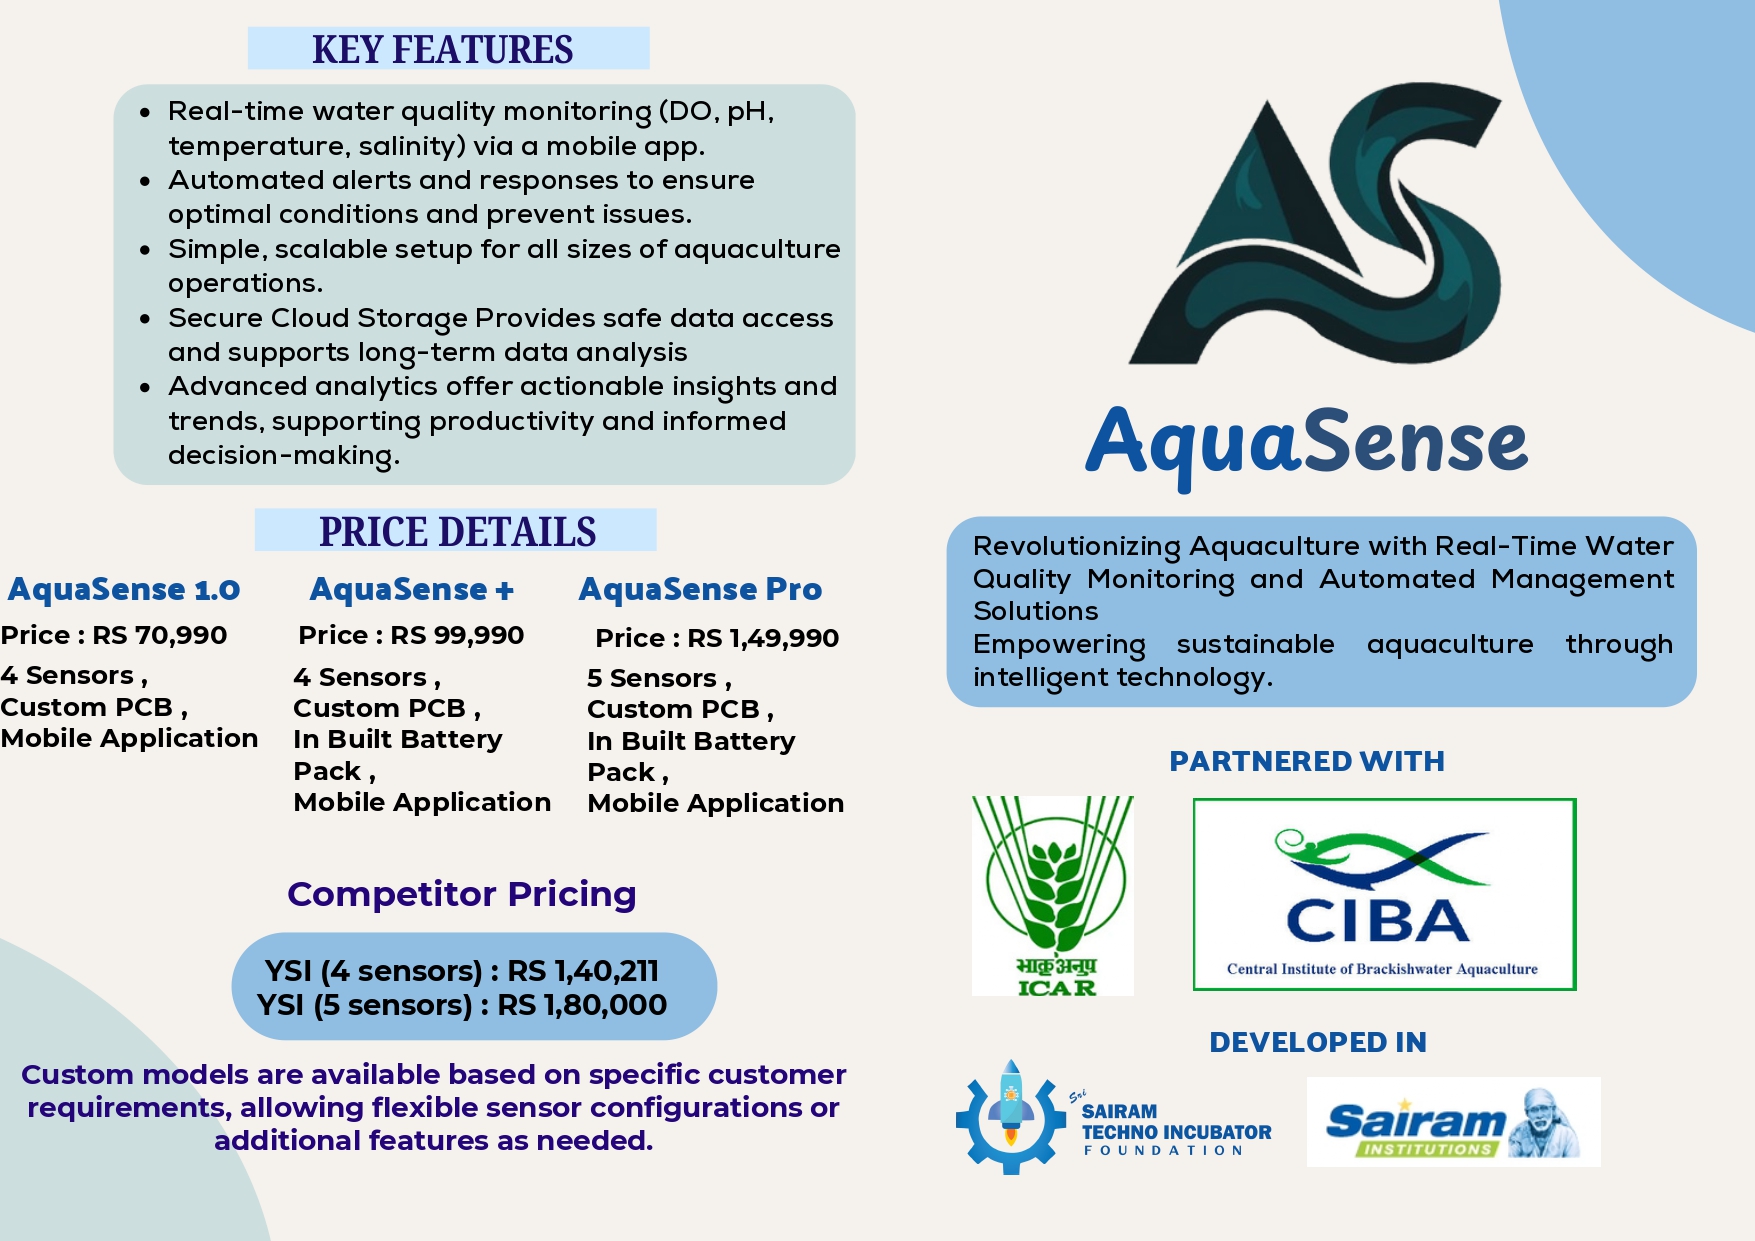 KEY FEATURES
• Real-time water quality monitoring (DO, pH,
temperature, salinity) via a mobile app.
• Automated alerts and responses to ensure
optimal conditions and prevent issues.
• Simple, scalable setup for all sizes of aquaculture
operations.
• Secure Cloud Storage Provides safe data access
and supports long-term data analysis
• Advanced analytics offer actionable insights and
trends, supporting productivity and informed
decision-making.
PRICE DETAILS
AquaSense 1.0
Price : RS 70,990
4 Sensors ,
Custom PCB ,
Mobile Application
AquaSense +
Price : RS 99,990
4 Sensors ,
Custom PCB ,
In Built Battery
Pack ,
Mobile Application
AquaSense Pro
Price : RS 1,49,990
5 Sensors ,
Custom PCB ,
In Built Battery
Pack ,
Mobile Application
Competitor Pricing
YSI (4 sensors) : RS 1,40,211
YSI (5 sensors) : RS 1,80,000
Custom models are available based on specific customer
requirements, allowing flexible sensor configurations or
additional features as needed.
AS
AquaSense
Revolutionizing Aquaculture with Real-Time Water
Quality Monitoring and Automated Management
Solutions
Empowering sustainable aquaculture through
intelligent technology.
PARTNERED WITH
भाकृअनुप
ICAR
CIBA
Central Institute of Brackishwater Aquaculture
DEVELOPED IN
Sri
SAIRAM
TECHNO INCUBATOR
FOUNDATION
Sairam
INSTITUTIONS